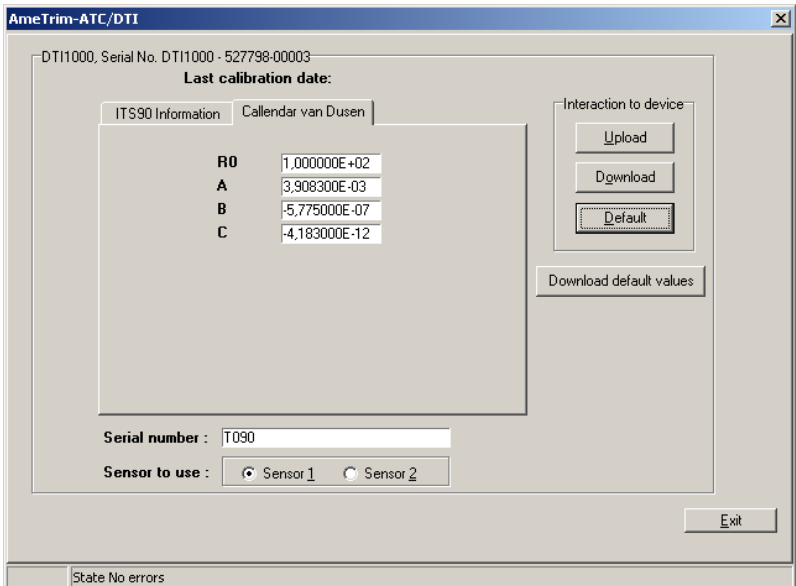 AmeTrim-ATC/DTI
DTI1000, Serial No. DTI1000 - 527798-00003
Last calibration date:
ITS90 Information
Callendar van Dusen
R0 1,000000E+02
A 3,908300E-03
B -5,775000E-07
C -4,183000E-12
Interaction to device
Upload
Download
Default
Download default values
Serial number : T090
Sensor to use : Sensor 1 Sensor 2
Exit
State No errors